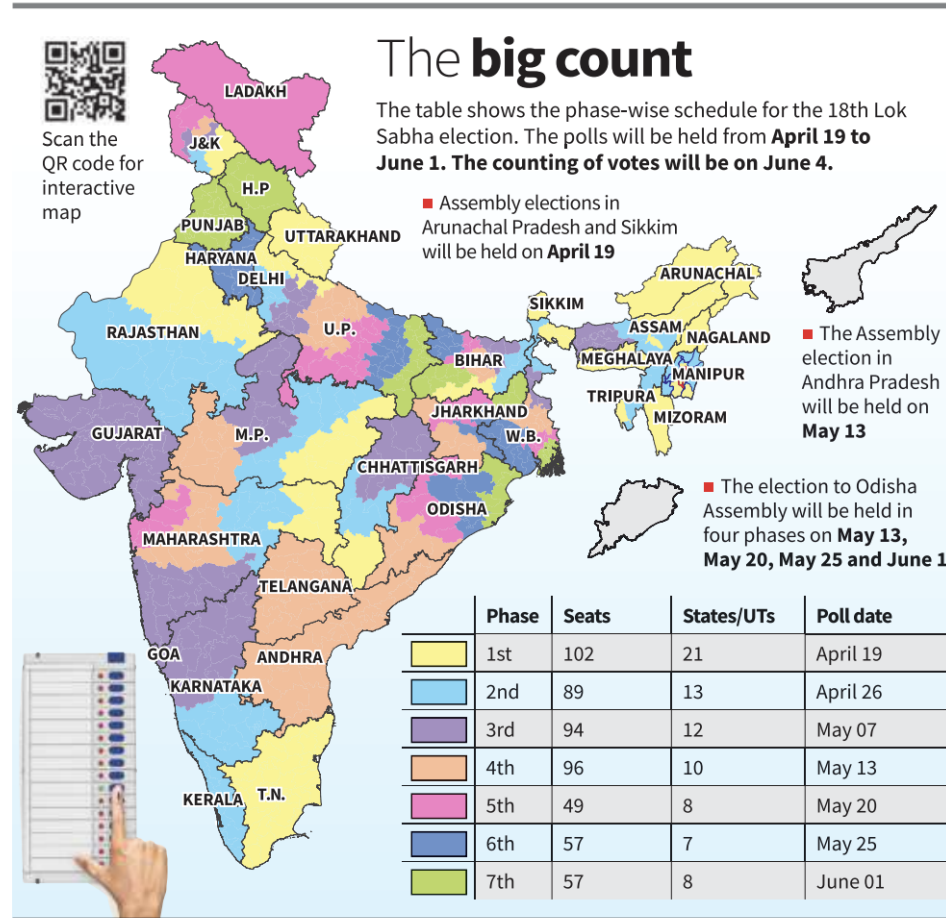 The big count
The table shows the phase-wise schedule for the 18th Lok
Sabha election. The polls will be held from April 19 to
June 1. The counting of votes will be on June 4.
Scan the
QR code for
interactive
map
■ Assembly elections in
Arunachal Pradesh and Sikkim
will be held on April 19
■ The Assembly
election in
Andhra Pradesh
will be held on
May 13
■ The election to Odisha
Assembly will be held in
four phases on May 13,
May 20, May 25 and June 1
LADAKH
J&K
H.P
PUNJAB
UTTARAKHAND
HARYANA
DELHI
RAJASTHAN
U.P.
SIKKIM
ARUNACHAL
ASSAM
NAGALAND
BIHAR
MEGHALAYA
MANIPUR
TRIPURA
MIZORAM
JHARKHAND
GUJARAT
M.P.
W.B.
CHHATTISGARH
ODISHA
MAHARASHTRA
TELANGANA
GOA
ANDHRA
KARNATAKA
KERALA
T.N.
Phase Seats States/UTs Poll date
1st 102 21 April 19
2nd 89 13 April 26
3rd 94 12 May 07
4th 96 10 May 13
5th 49 8 May 20
6th 57 7 May 25
7th 57 8 June 01